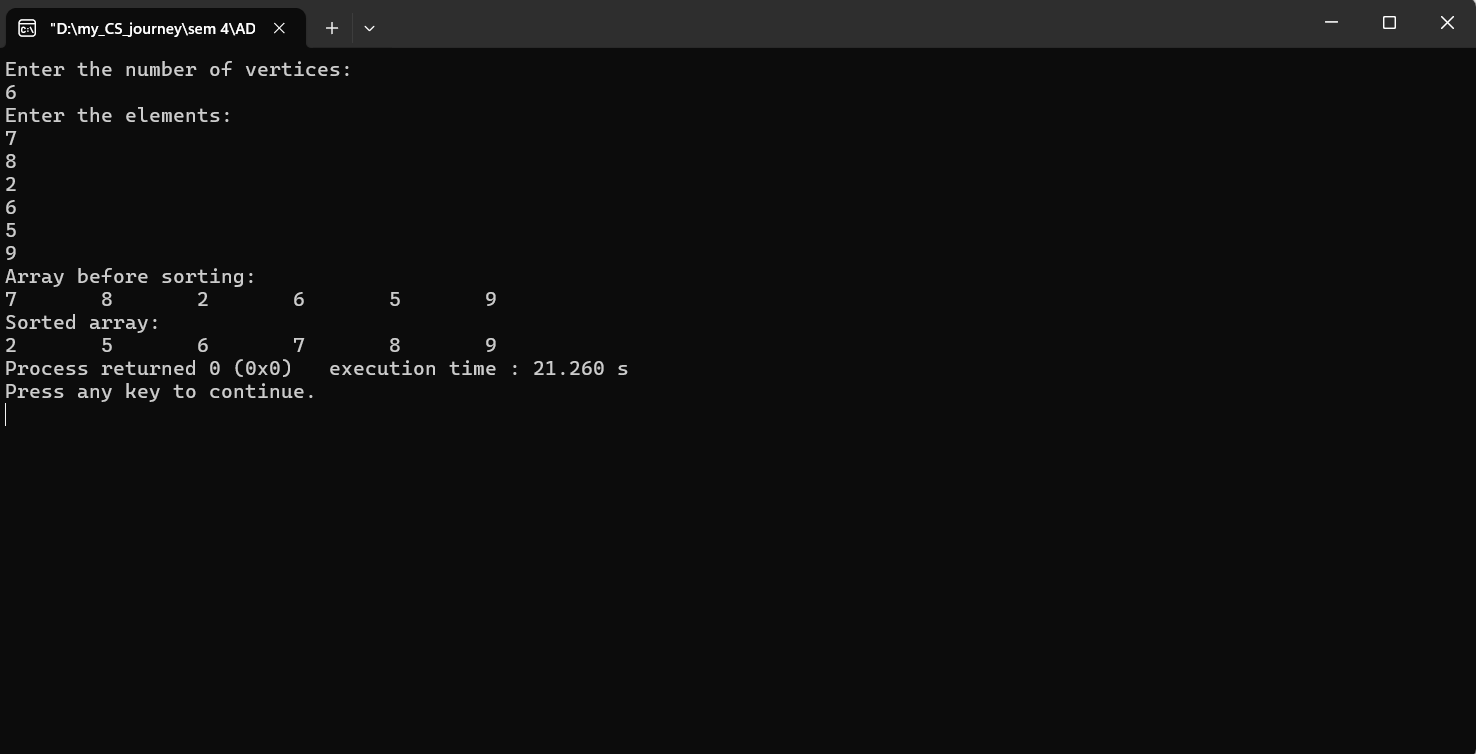 "D:\my_CS_journey\sem 4\AD
Enter the number of vertices:
6
Enter the elements:
7
8
2
6
5
9
Array before sorting:
7 8 2 6 5 9
Sorted array:
2 5 6 7 8 9
Process returned 0 (0x0) execution time : 21.260 s
Press any key to continue.